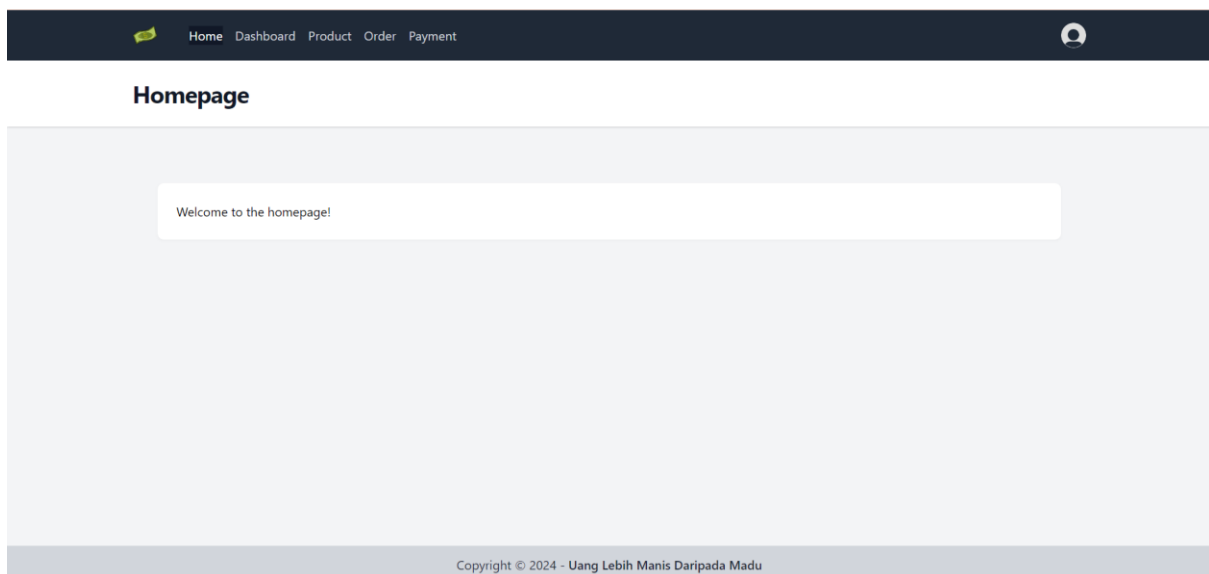 Home Dashboard Product Order Payment
Homepage
Welcome to the homepage!
Copyright © 2024 - Uang Lebih Manis Daripada Madu